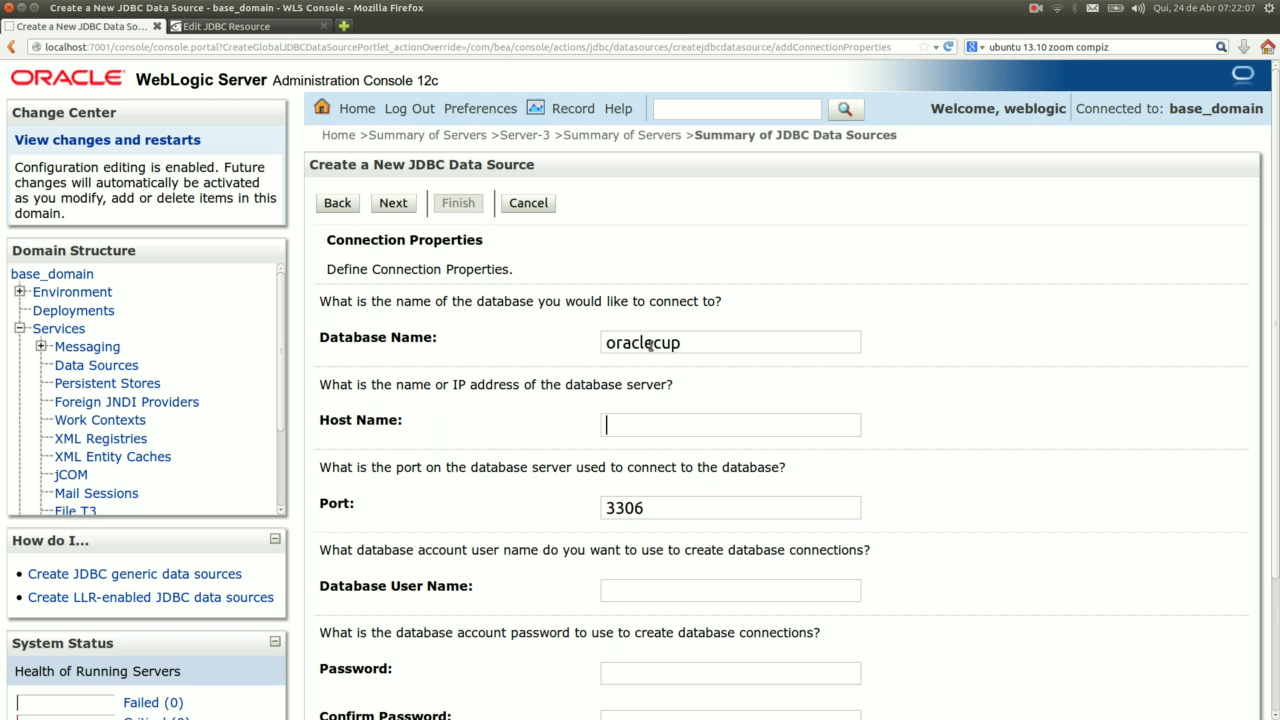 Create a New JDBC Data Source - base_domain - WLS Console - Mozilla Firefox
Qui, 24 de Abr 07:22:07
Create a New JDBC Data So...
Edit JDBC Resource
localhost:7001/console/console.portal?CreateGlobalJDBCDataSourcePortlet_actionOverride=/com/bea/console/actions/jdbc/datasources/createjdbcdatasource/addConnectionProperties
ubuntu 13.10 zoom compiz
ORACLE WebLogic Server Administration Console 12c
Change Center
View changes and restarts
Configuration editing is enabled. Future
changes will automatically be activated
as you modify, add or delete items in this
domain.
Domain Structure
base_domain
Environment
Deployments
Services
Messaging
Data Sources
Persistent Stores
Foreign JNDI Providers
Work Contexts
XML Registries
XML Entity Caches
jCOM
Mail Sessions
File T3
How do I...
Create JDBC generic data sources
Create LLR-enabled JDBC data sources
System Status
Health of Running Servers
Failed (0)
Critical (0)
Home Log Out Preferences Record Help
Welcome, weblogic Connected to: base_domain
Home >Summary of Servers >Server-3 >Summary of Servers >Summary of JDBC Data Sources
Create a New JDBC Data Source
Back Next Finish Cancel
Connection Properties
Define Connection Properties.
What is the name of the database you would like to connect to?
Database Name: oraclecup
What is the name or IP address of the database server?
Host Name:
What is the port on the database server used to connect to the database?
Port: 3306
What database account user name do you want to use to create database connections?
Database User Name:
What is the database account password to use to create database connections?
Password:
Confirm Password: